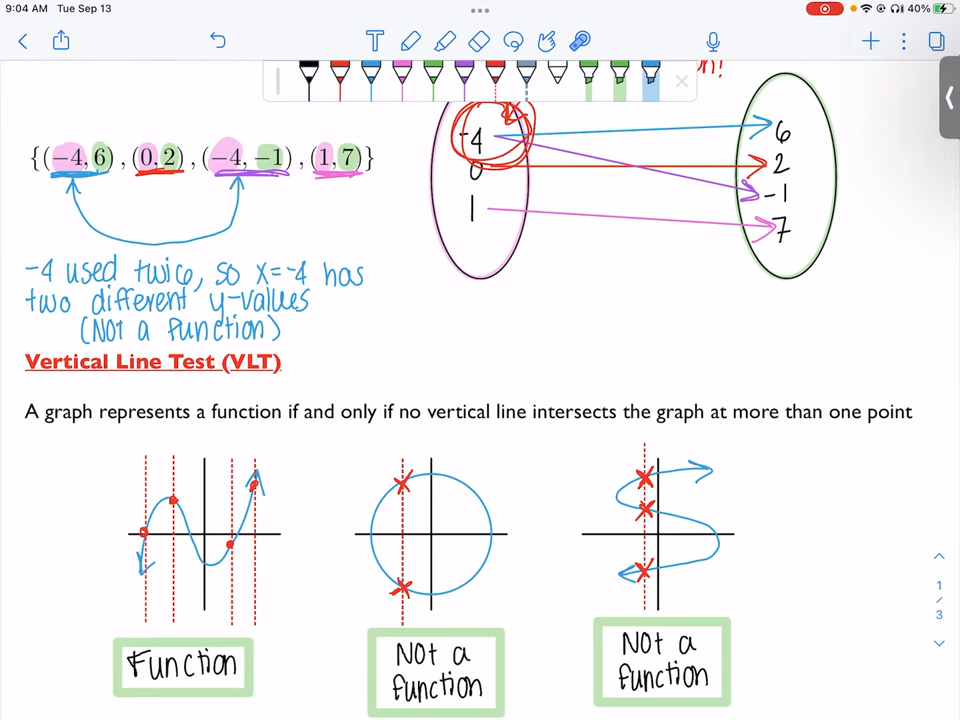 9:04 AM Tue Sep 13
40%
n!
{(−4, 6) , (0, 2) , (−4, −1) , (1, 7)}
-4
0
1
6
2
-1
7
-4 used twice, so x=-4 has
two different y-values
(Not a function)
Vertical Line Test (VLT)
A graph represents a function if and only if no vertical line intersects the graph at more than one point
Function
Not a
function
Not a
function
1
/
3